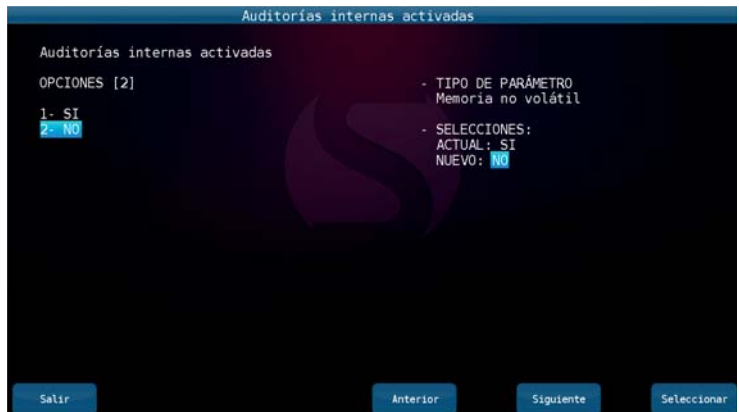 Auditorías internas activadas
Auditorías internas activadas
OPCIONES [2]
1- SI
2- NO
- TIPO DE PARÁMETRO
Memoria no volátil
- SELECCIONES:
ACTUAL: SI
NUEVO: NO
Salir
Anterior
Siguiente
Seleccionar